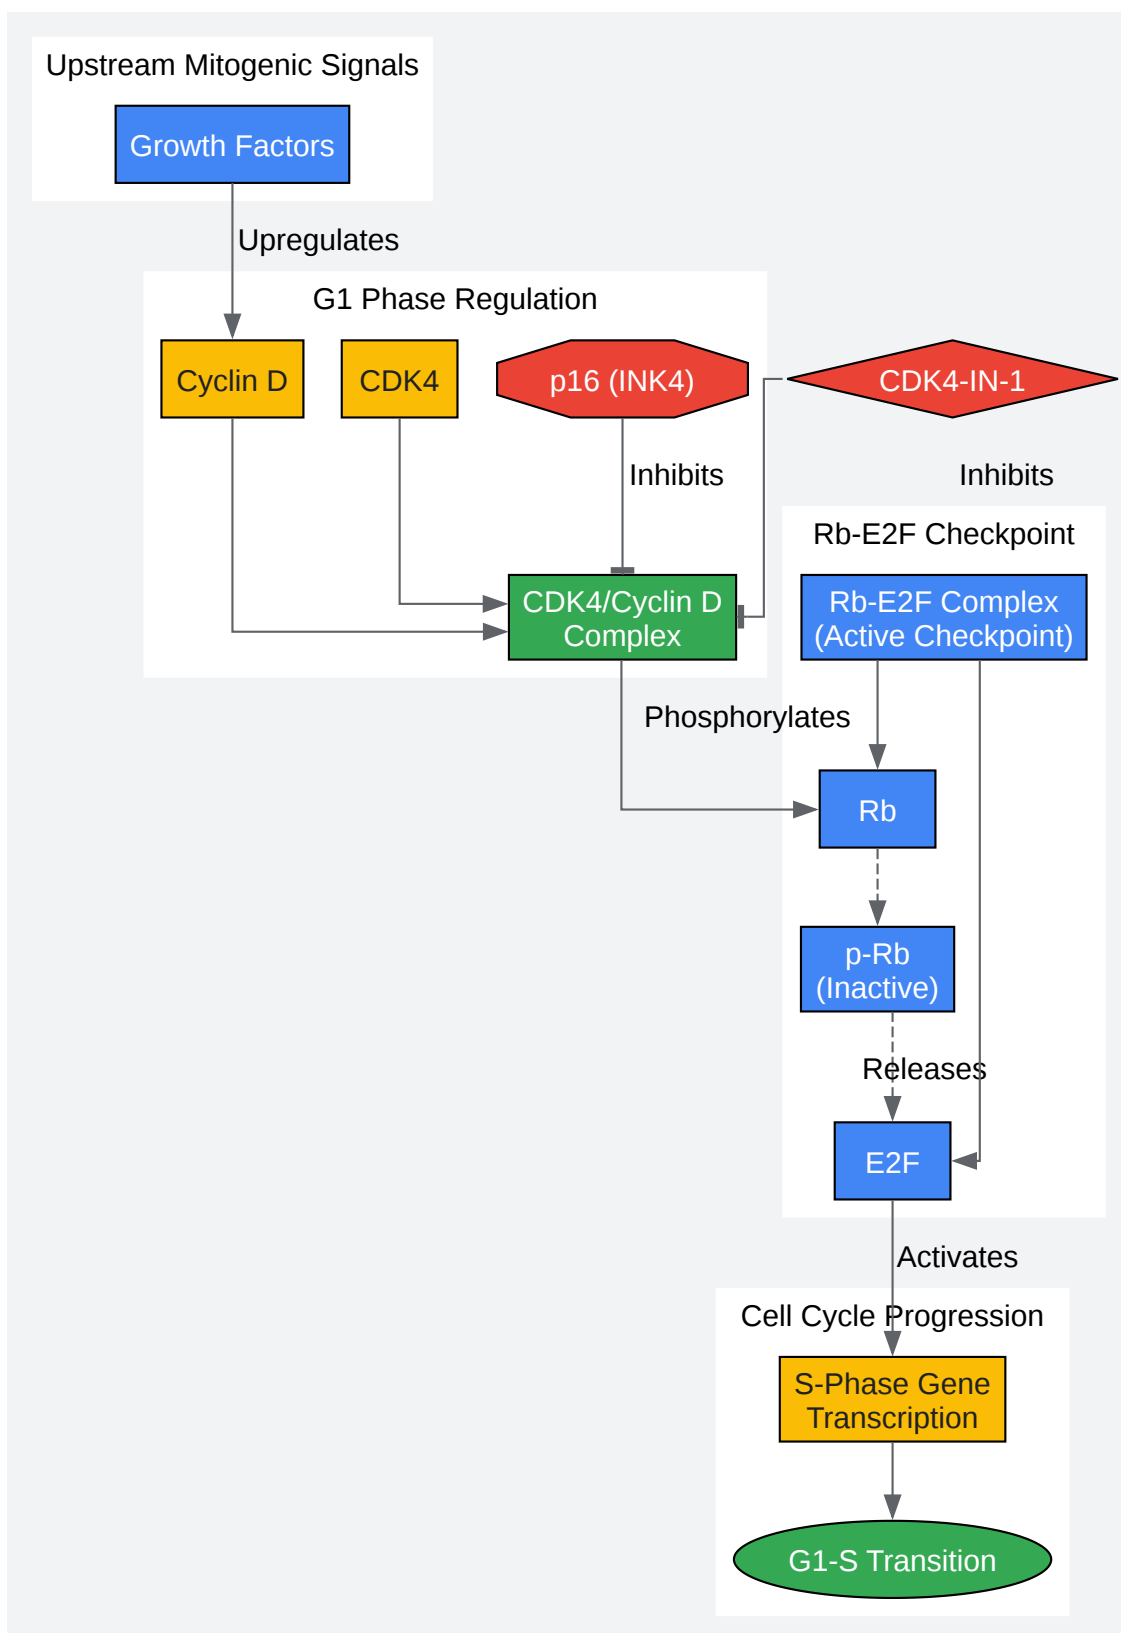 Upstream Mitogenic Signals
Growth Factors
Upregulates
G1 Phase Regulation
Cyclin D
CDK4
p16 (INK4)
CDK4-IN-1
Inhibits
Inhibits
Rb-E2F Checkpoint
CDK4/Cyclin D
Complex
Rb-E2F Complex
(Active Checkpoint)
Phosphorylates
Rb
p-Rb
(Inactive)
Releases
E2F
Activates
Cell Cycle Progression
S-Phase Gene
Transcription
G1-S Transition